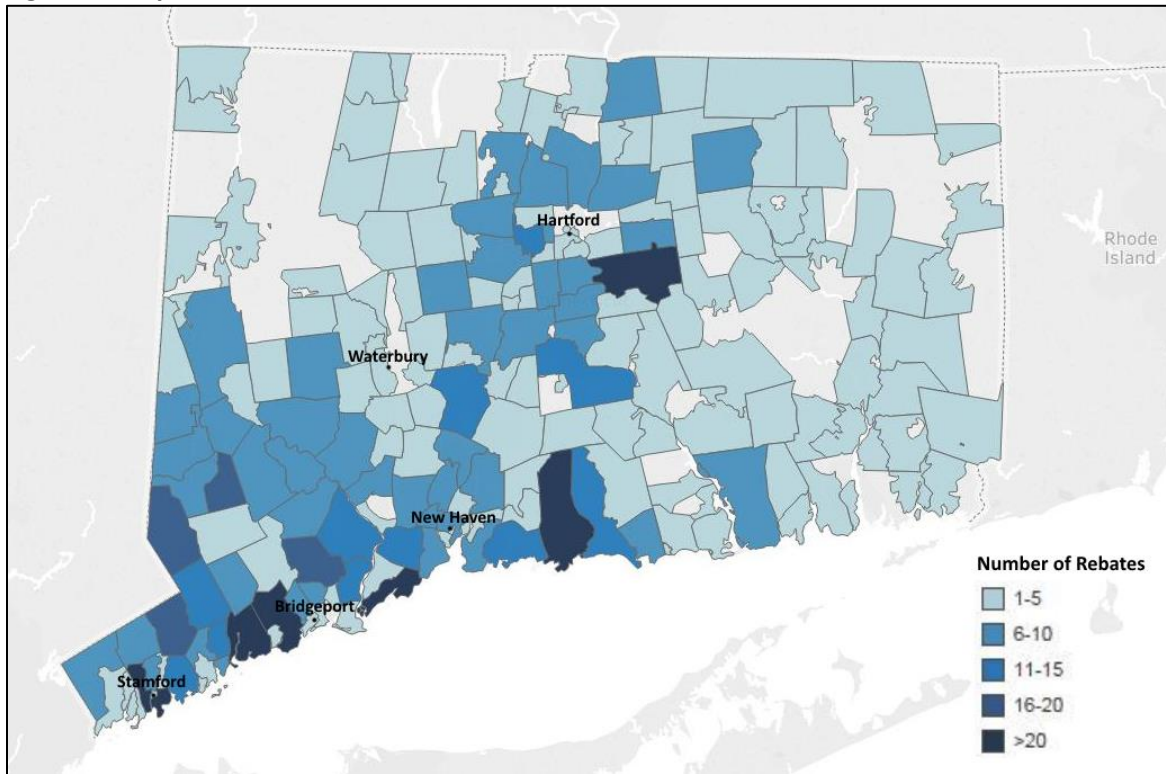 Hartford
Rhode
Island
Waterbury
New Haven
Bridgeport
Stamford
Number of Rebates
1-5
6-10
11-15
16-20
>20